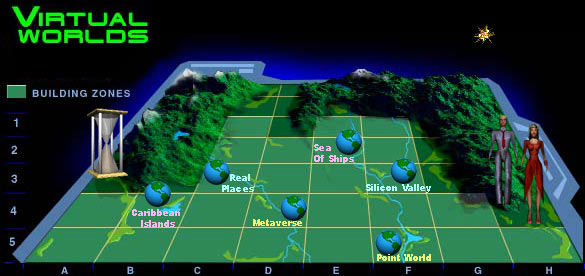 VIRTUAL
WORLDS
BUILDING ZONES
1
2
3
4
5
Sea
Of Ships
Real
Places
Silicon Valley
Caribbean
Islands
Metaverse
Point World
A B C D E F G H